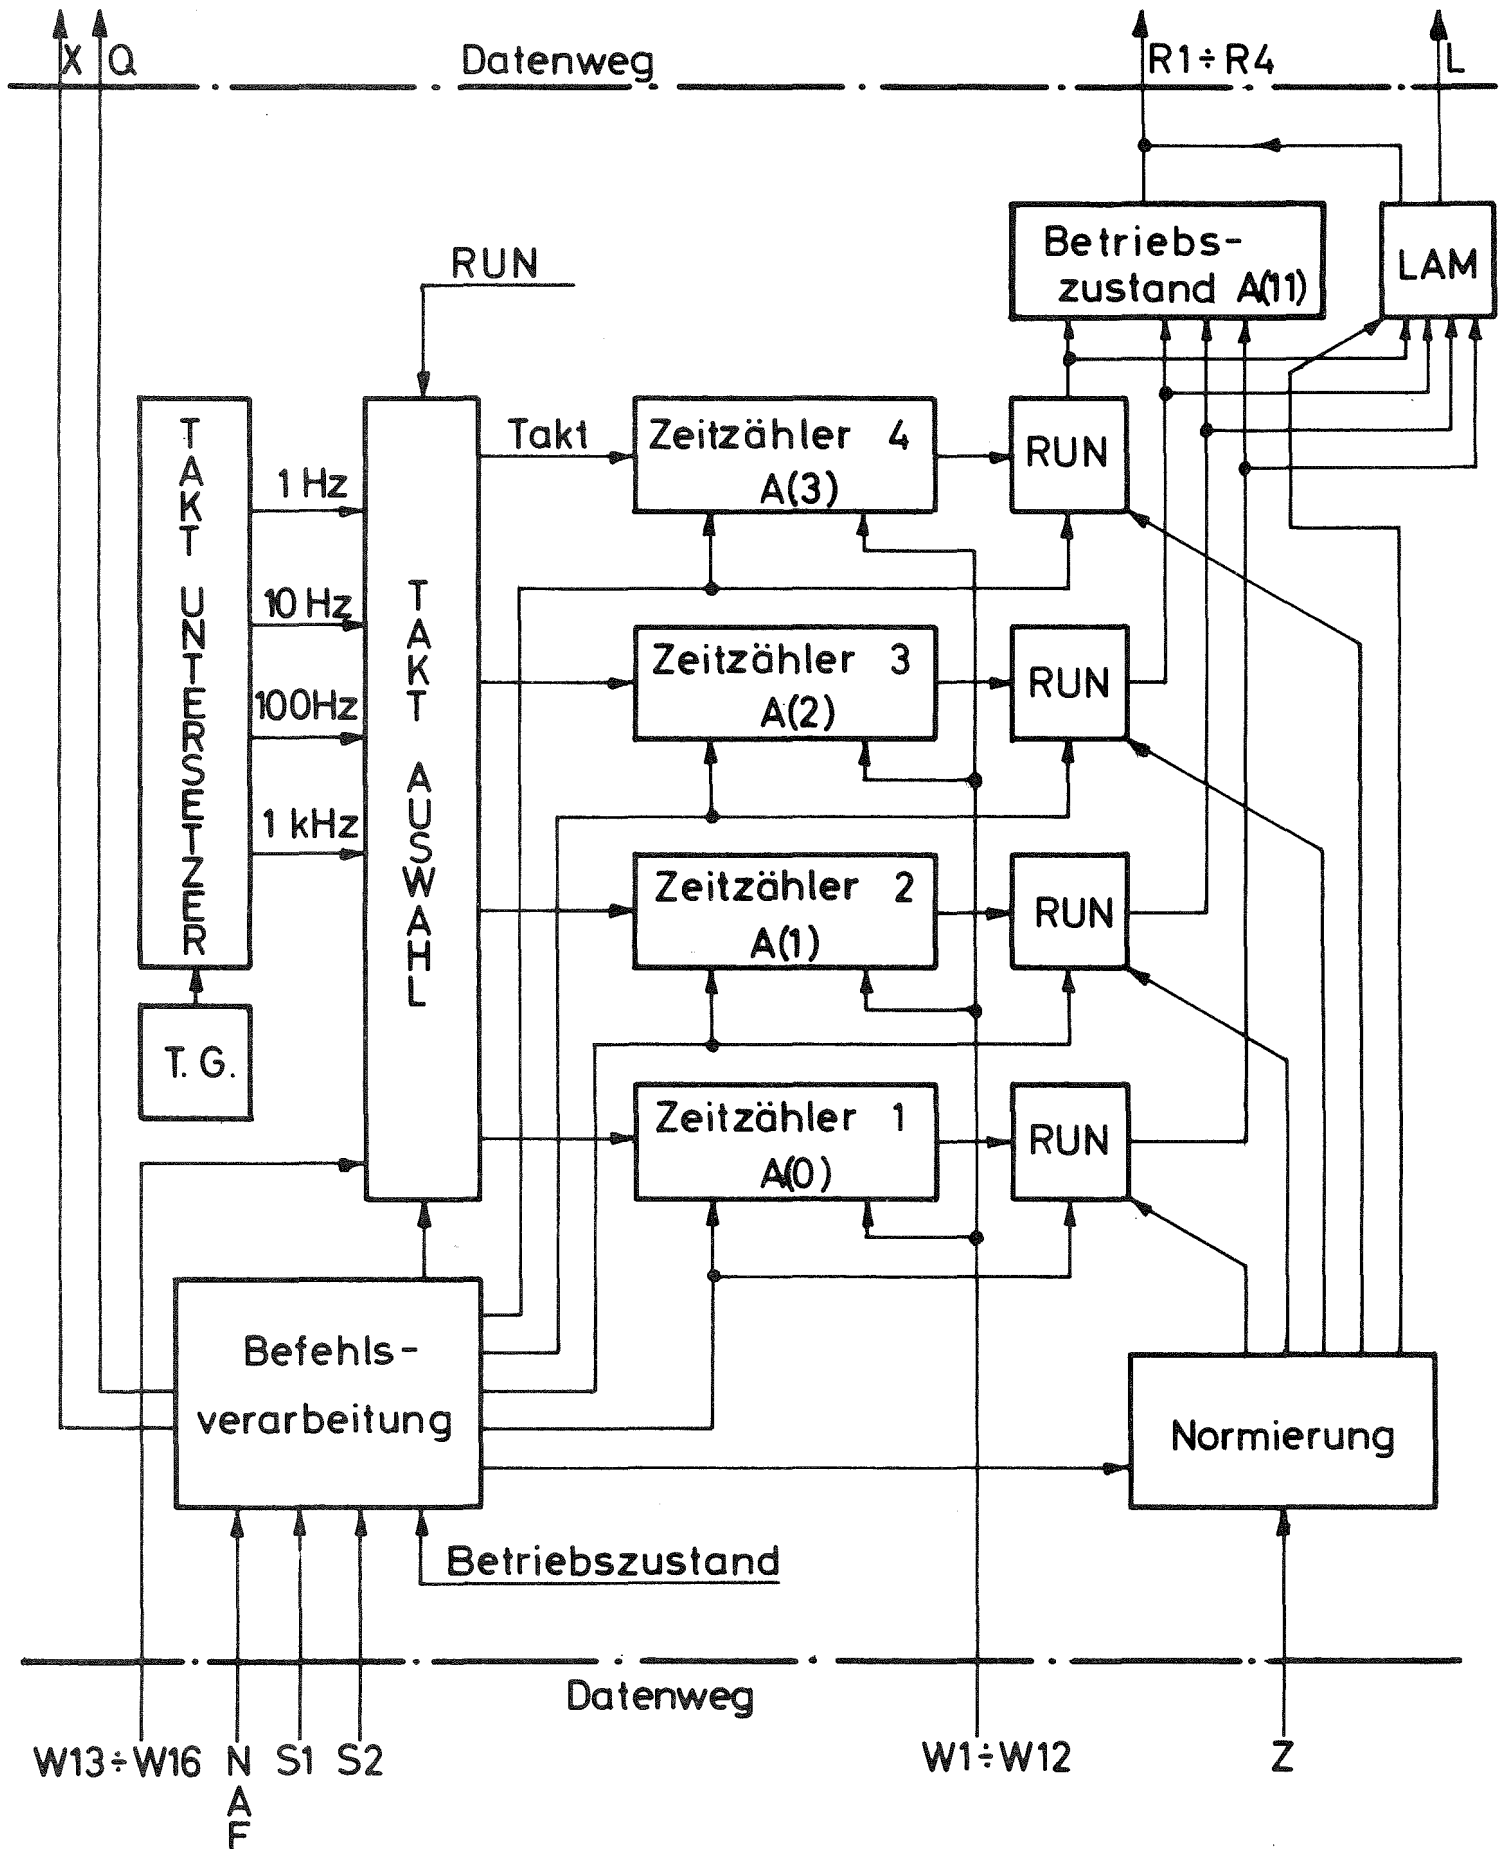 X Q Datenweg R1÷R4 L
RUN
Betriebs-
zustand A(11)
LAM
TAKT UNTERSETZER
1 Hz
10 Hz
100Hz
1 kHz
T.G.
TAKT AUSWAHL
Takt
Zeitzähler 4
A(3)
RUN
Zeitzähler 3
A(2)
RUN
Zeitzähler 2
A(1)
RUN
Zeitzähler 1
A(0)
RUN
Befehls-
verarbeitung
Normierung
Betriebszustand
Datenweg
W13÷W16 N S1 S2 W1÷W12 Z
A
F